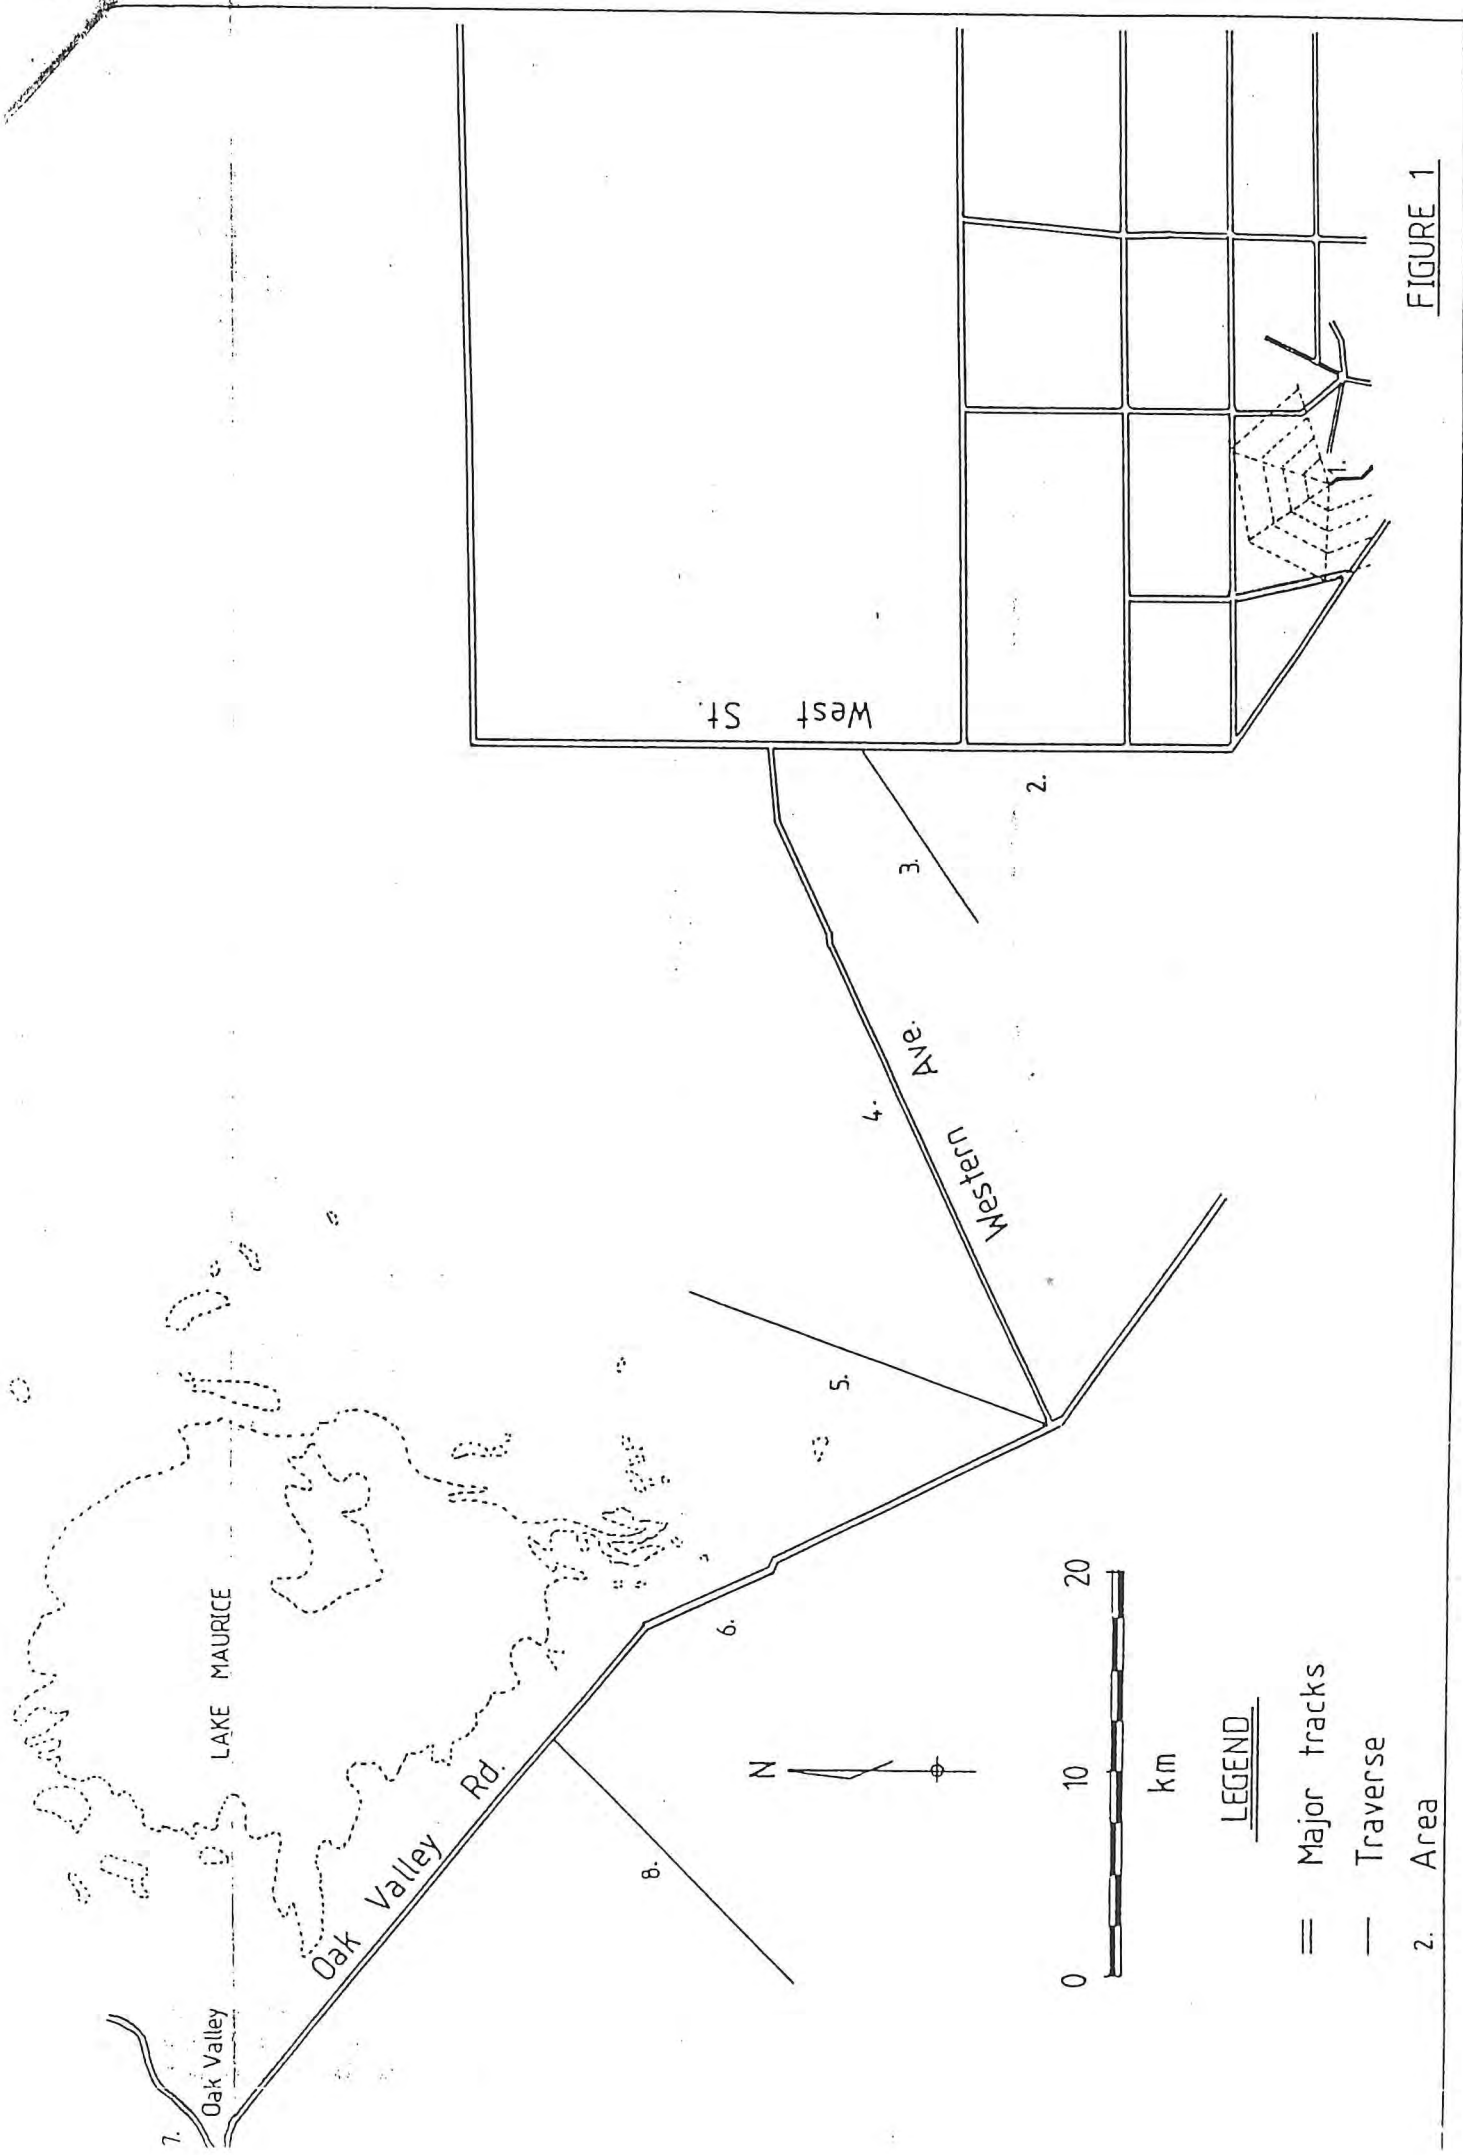 LAKE MAURICE
Oak Valley
7.
Oak Valley Rd.
8.
6.
5.
4.
Western Ave.
3.
West St.
2.
1.
N
0 10 20
km
LEGEND
Major tracks
Traverse
2. Area
FIGURE 1